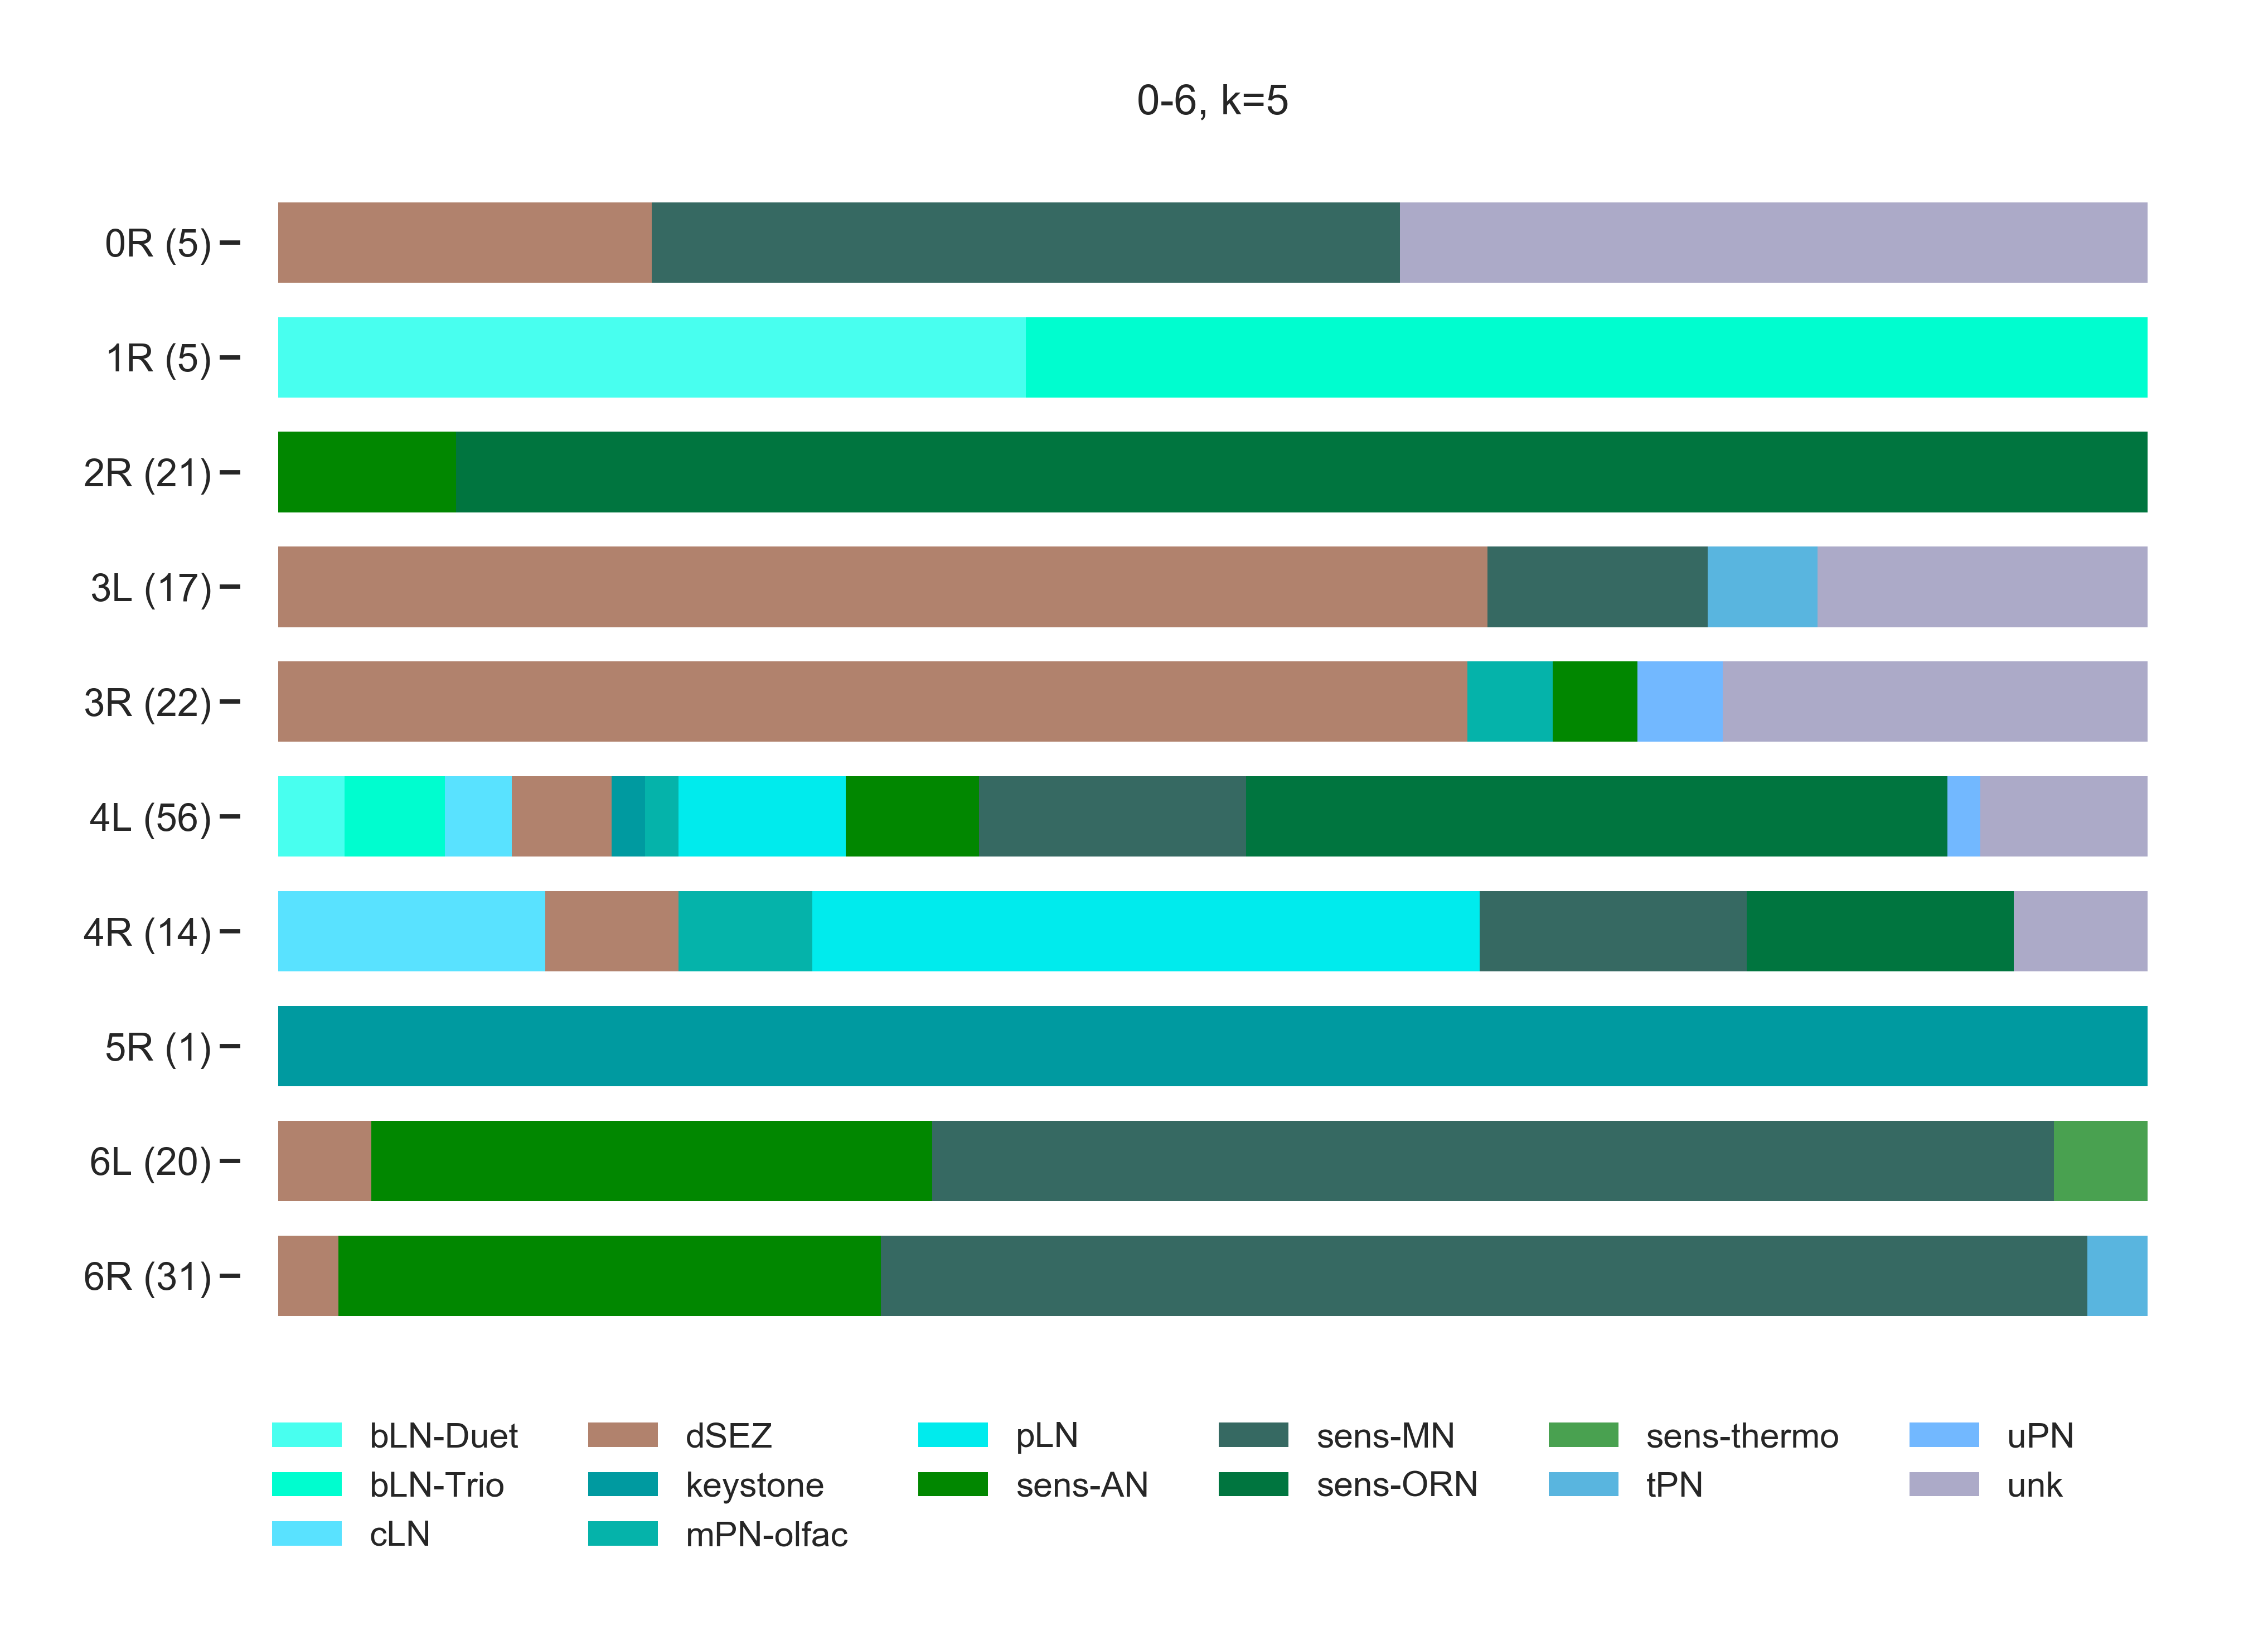 0-6, k=5
0R (5)
1R (5)
2R (21)
3L (17)
3R (22)
4L (56)
4R (14)
5R (1)
6L (20)
6R (31)
bLN-Duet dSEZ pLN sens-MN sens-thermo uPN
bLN-Trio keystone sens-AN sens-ORN tPN unk
cLN mPN-olfac